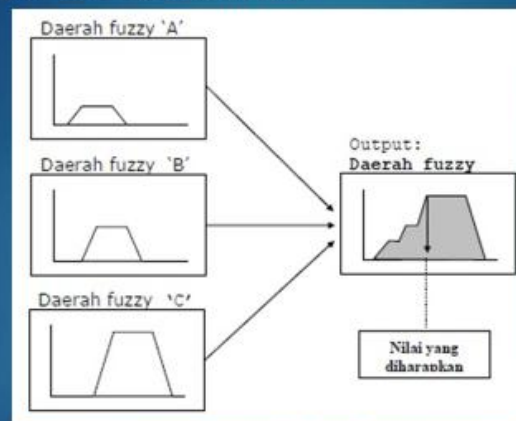 Daerah fuzzy ‘A’
Daerah fuzzy ‘B’
Daerah fuzzy ‘C’
Output:
Daerah fuzzy
Nilai yang
diharapkan